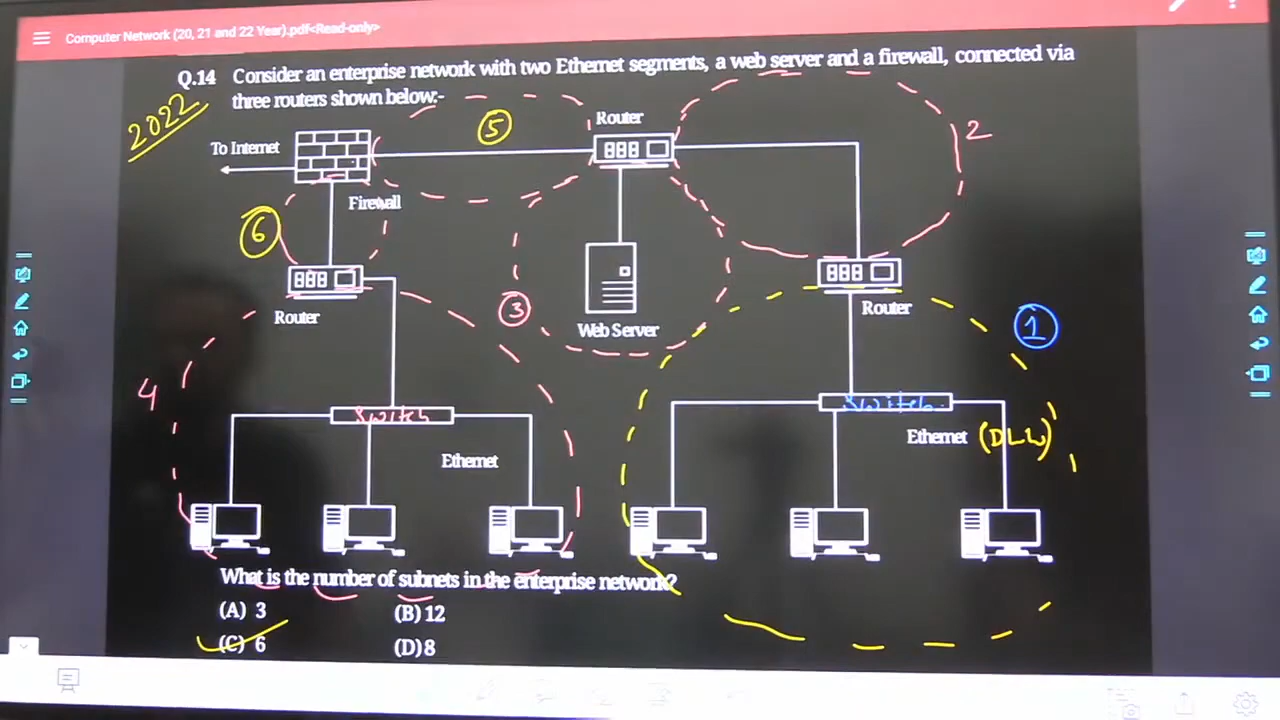 Computer Network (20, 21 and 22 Year).pdf<Read-only>
Q.14 Consider an enterprise network with two Ethernet segments, a web server and a firewall, connected via
three routers shown below:-
2022
To Internet
Firewall
5
Router
2
6
Router
3
Web Server
Router
1
4
Switch
Switch
Ethernet
Ethernet (DLL)
What is the number of subnets in the enterprise network?
(A) 3
(B) 12
(C) 6
(D) 8